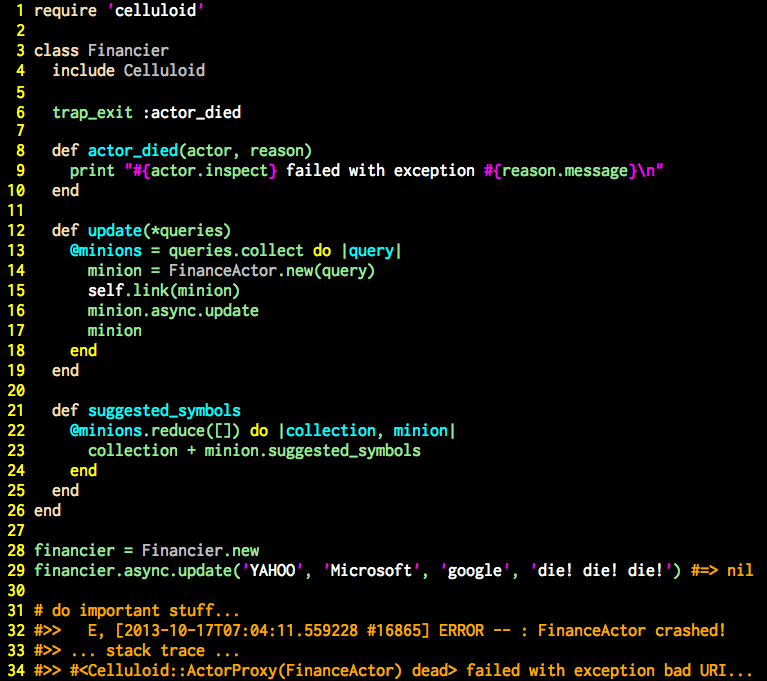 1 require 'celluloid'
2
3 class Financier
4   include Celluloid
5
6   trap_exit :actor_died
7
8   def actor_died(actor, reason)
9     print "#{actor.inspect} failed with exception #{reason.message}\n"
10   end
11
12   def update(*queries)
13     @minions = queries.collect do |query|
14       minion = FinanceActor.new(query)
15       self.link(minion)
16       minion.async.update
17       minion
18     end
19   end
20
21   def suggested_symbols
22     @minions.reduce([]) do |collection, minion|
23       collection + minion.suggested_symbols
24     end
25   end
26 end
27
28 financier = Financier.new
29 financier.async.update('YAHOO', 'Microsoft', 'google', 'die! die! die!') #=> nil
30
31 # do important stuff...
32 #>>   E, [2013-10-17T07:04:11.559228 #16865] ERROR -- : FinanceActor crashed!
33 #>> ... stack trace ...
34 #>> #<Celluloid::ActorProxy(FinanceActor) dead> failed with exception bad URI...